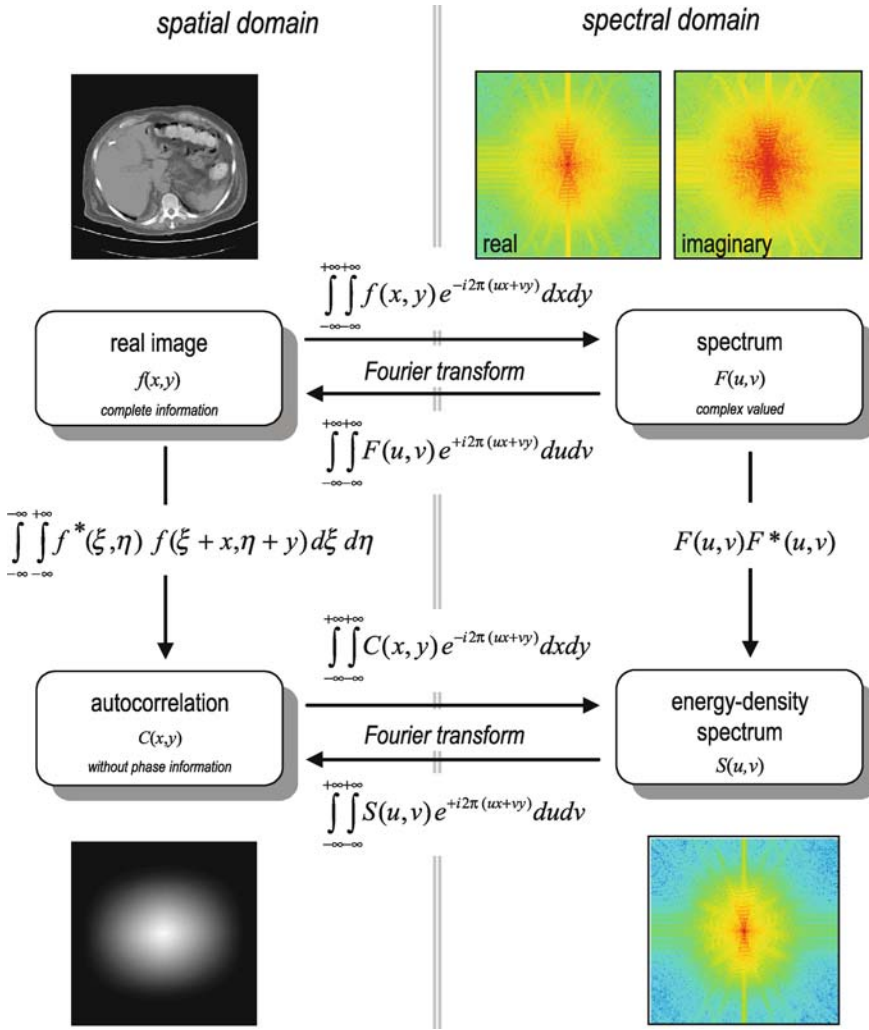 spatial domain
spectral domain
real
imaginary
∫_{−∞}^{+∞} ∫_{−∞}^{+∞} f(x, y) e^{−i2π(ux+vy)} dxdy
real image
f(x,y)
complete information
Fourier transform
spectrum
F(u,v)
complex valued
∫_{−∞}^{+∞} ∫_{−∞}^{+∞} F(u, v) e^{+i2π(ux+vy)} dudv
∫_{−∞}^{−∞} ∫_{−∞}^{+∞} f*(ξ,η) f(ξ + x,η + y) dξ dη
F(u,v)F*(u,v)
∫_{−∞}^{+∞} ∫_{−∞}^{+∞} C(x, y) e^{−i2π(ux+vy)} dxdy
autocorrelation
C(x,y)
without phase information
Fourier transform
energy-density
spectrum
S(u,v)
∫_{−∞}^{+∞} ∫_{−∞}^{+∞} S(u, v) e^{+i2π(ux+vy)} dudv